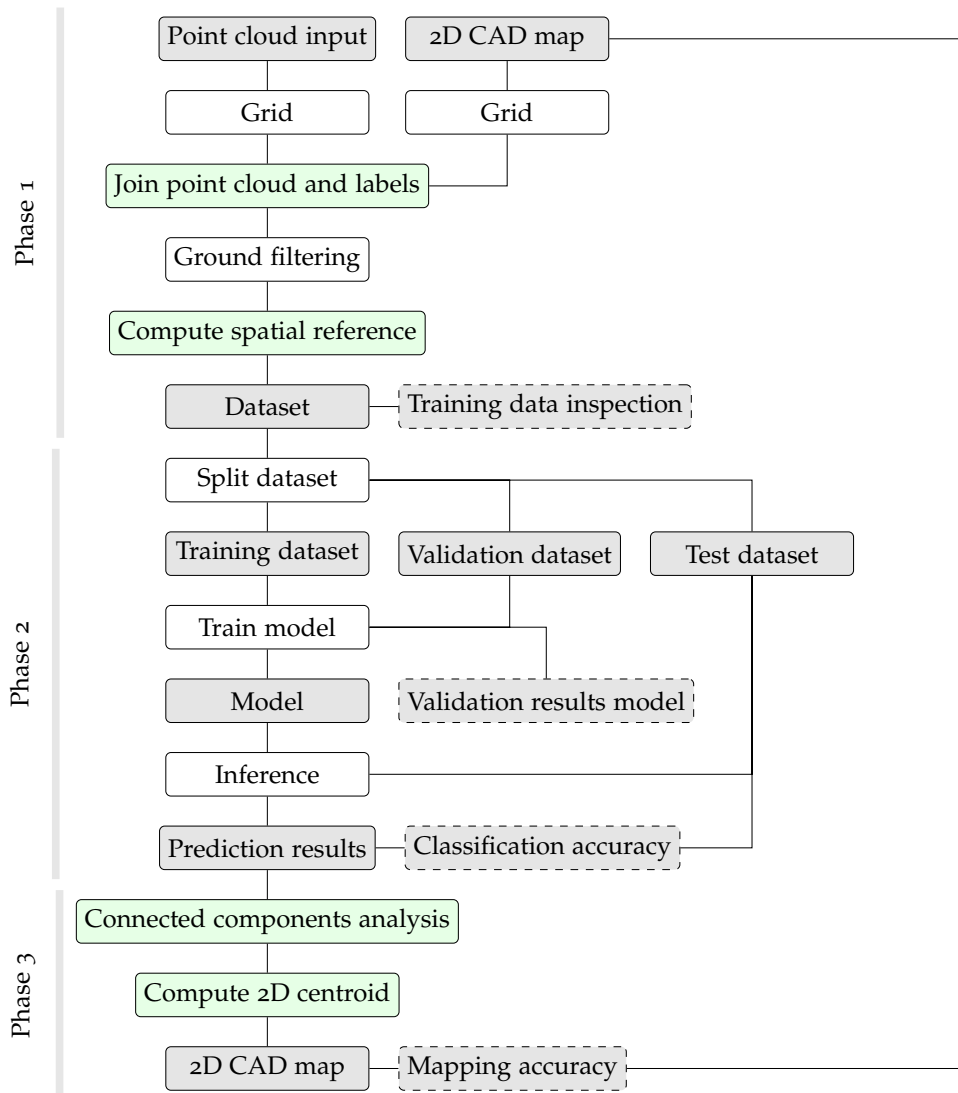 Phase 1
Point cloud input
2D CAD map
Grid
Grid
Join point cloud and labels
Ground filtering
Compute spatial reference
Dataset
Training data inspection
Phase 2
Split dataset
Training dataset
Validation dataset
Test dataset
Train model
Model
Validation results model
Inference
Prediction results
Classification accuracy
Phase 3
Connected components analysis
Compute 2D centroid
2D CAD map
Mapping accuracy